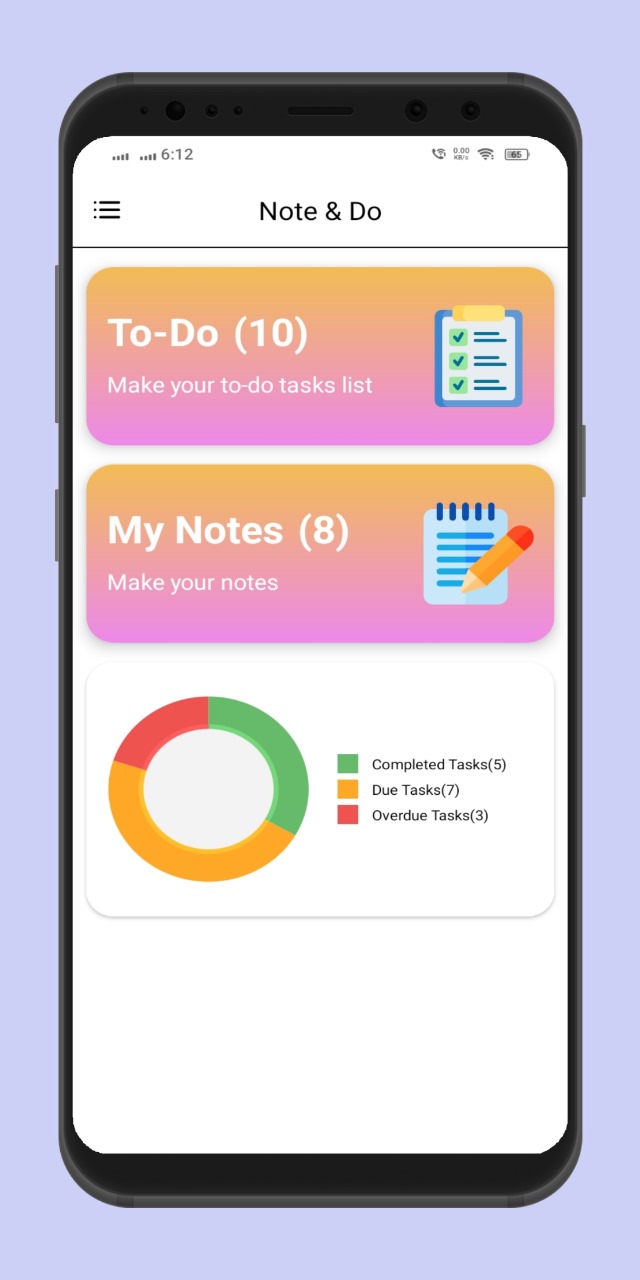 6:12
0.00
KB/s
65
Note & Do
To-Do (10)
Make your to-do tasks list
My Notes (8)
Make your notes
Completed Tasks(5)
Due Tasks(7)
Overdue Tasks(3)